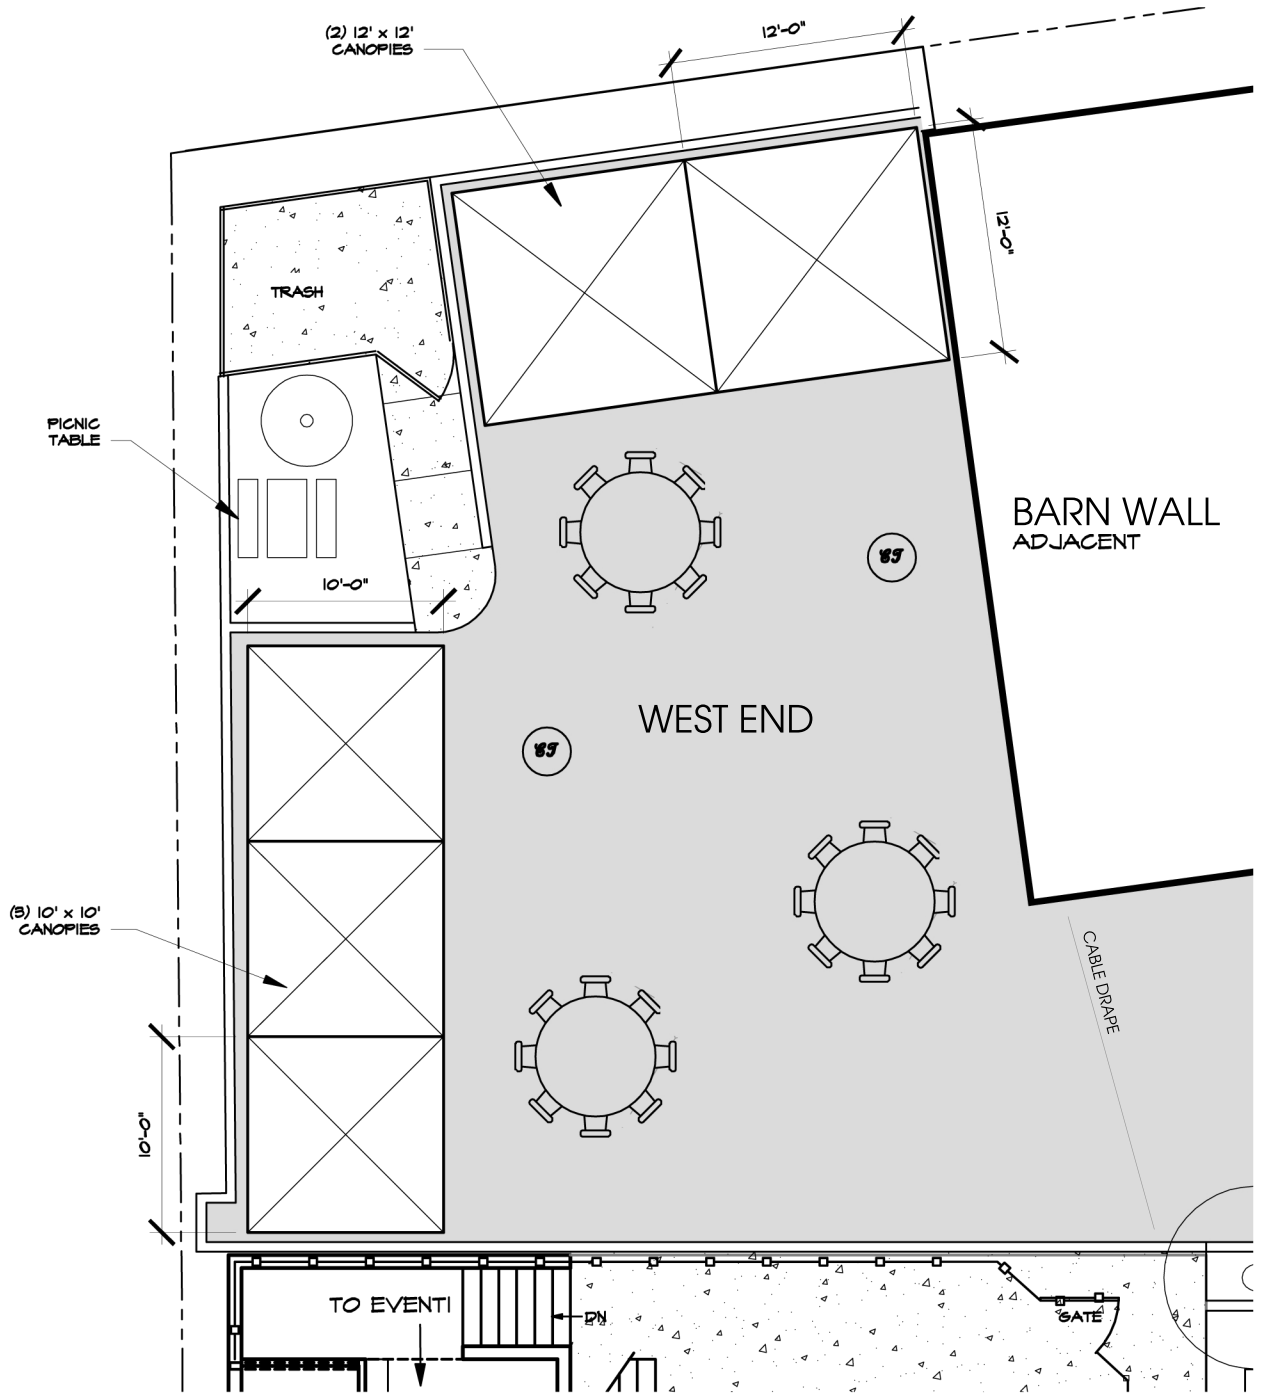 (2) 12' x 12'
CANOPIES
12'-0"
12'-0"
TRASH
PICNIC
TABLE
10'-0"
BARN WALL
ADJACENT
CT
WEST END
CT
(3) 10' x 10'
CANOPIES
CABLE DRAPE
10'-0"
TO EVENTI
DN
GATE